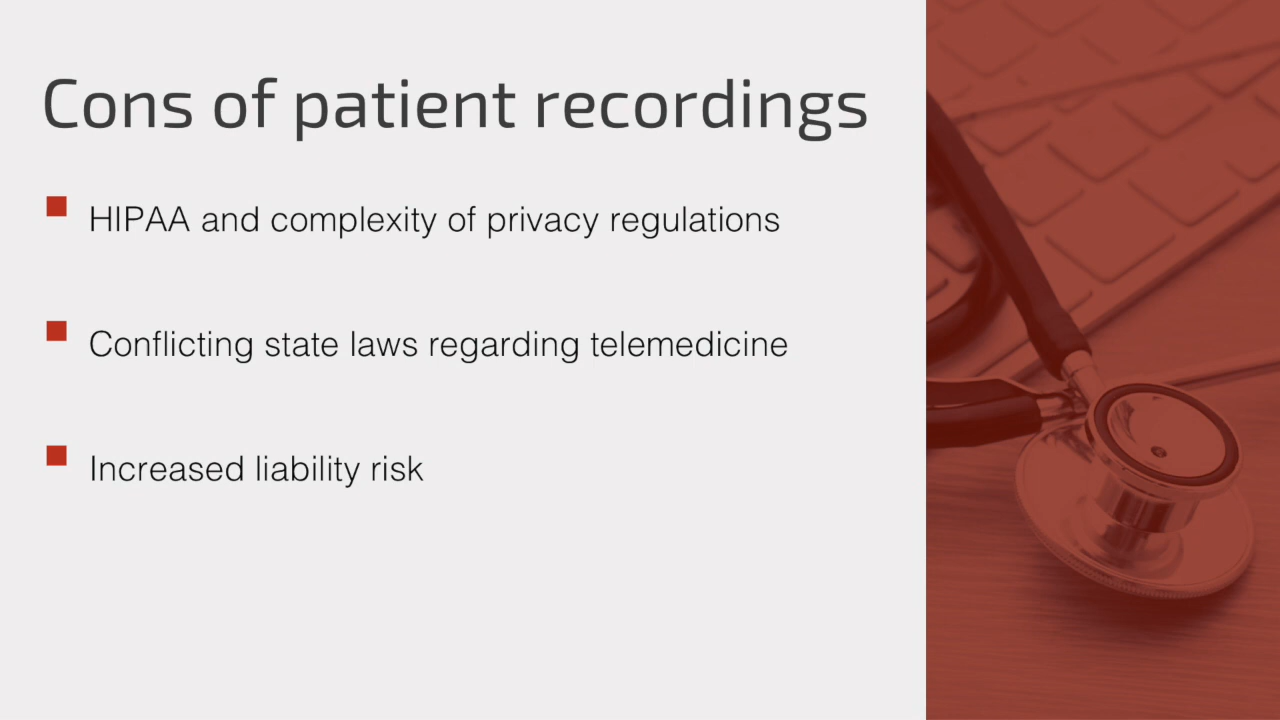 Cons of patient recordings
HIPAA and complexity of privacy regulations
Conflicting state laws regarding telemedicine
Increased liability risk